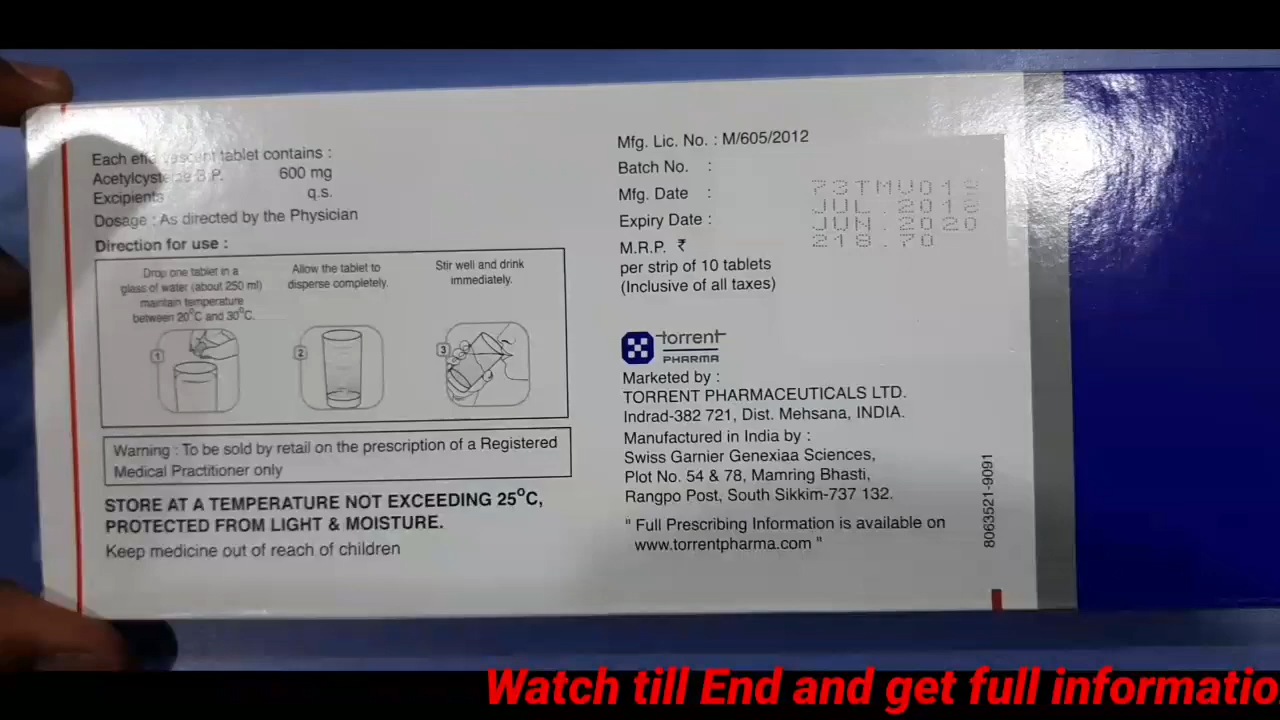 Each effervescent tablet contains :
Acetylcysteine B.P. 600 mg
Excipients q.s.
Dosage : As directed by the Physician
Direction for use :
Drop one tablet in a
glass of water (about 250 ml)
maintain temperature
between 20°C and 30°C.
1
Allow the tablet to
disperse completely.
2
Stir well and drink
immediately.
3
Warning : To be sold by retail on the prescription of a Registered
Medical Practitioner only
STORE AT A TEMPERATURE NOT EXCEEDING 25°C,
PROTECTED FROM LIGHT & MOISTURE.
Keep medicine out of reach of children
Mfg. Lic. No. : M/605/2012
Batch No. :
Mfg. Date : JUL.2018
Expiry Date : JUN.2020
M.R.P. ₹ 218.70
per strip of 10 tablets
(Inclusive of all taxes)
torrent
PHARMA
Marketed by :
TORRENT PHARMACEUTICALS LTD.
Indrad-382 721, Dist. Mehsana, INDIA.
Manufactured in India by :
Swiss Garnier Genexiaa Sciences,
Plot No. 54 & 78, Mamring Bhasti,
Rangpo Post, South Sikkim-737 132.
" Full Prescribing Information is available on
www.torrentpharma.com "
8063521-9091
Watch till End and get full informatio